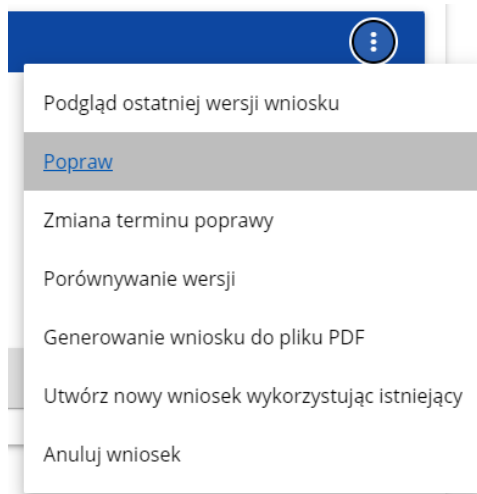 Podgląd ostatniej wersji wniosku
Popraw
Zmiana terminu poprawy
Porównywanie wersji
Generowanie wniosku do pliku PDF
Utwórz nowy wniosek wykorzystując istniejący
Anuluj wniosek